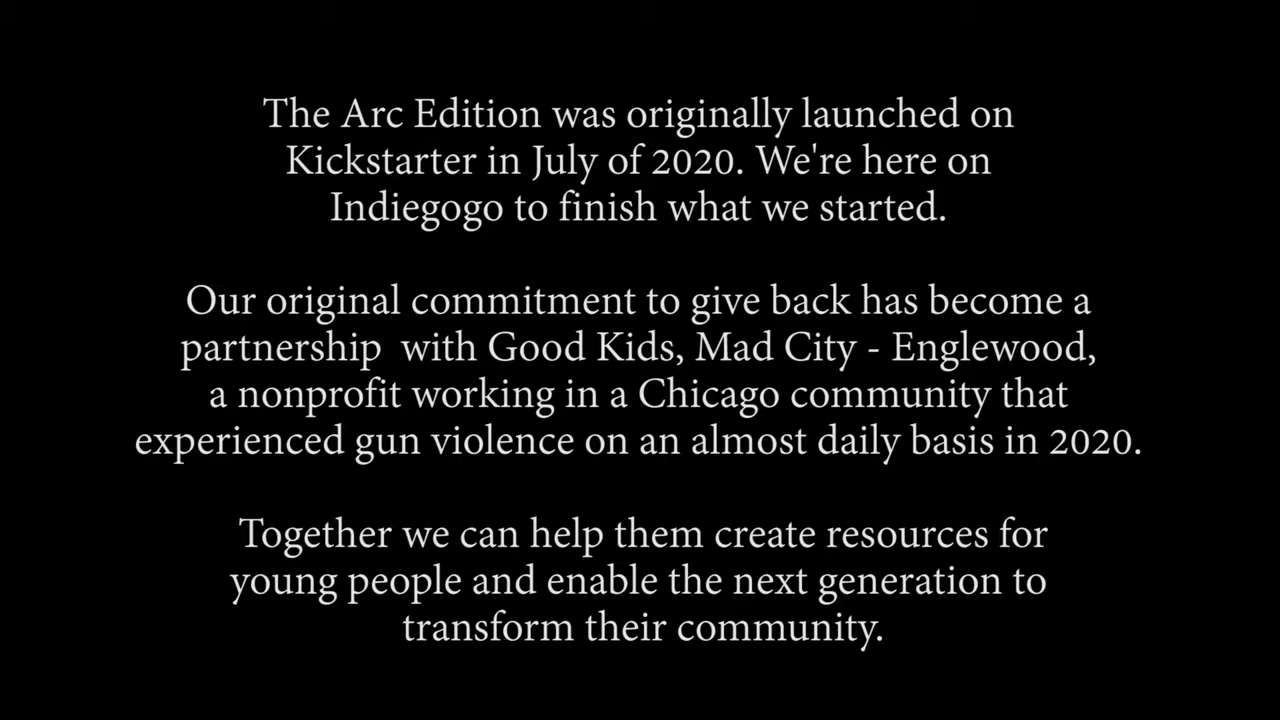 The Arc Edition was originally launched on
Kickstarter in July of 2020. We're here on
Indiegogo to finish what we started.
Our original commitment to give back has become a
partnership  with Good Kids, Mad City - Englewood,
a nonprofit working in a Chicago community that
experienced gun violence on an almost daily basis in 2020.
Together we can help them create resources for
young people and enable the next generation to
transform their community.